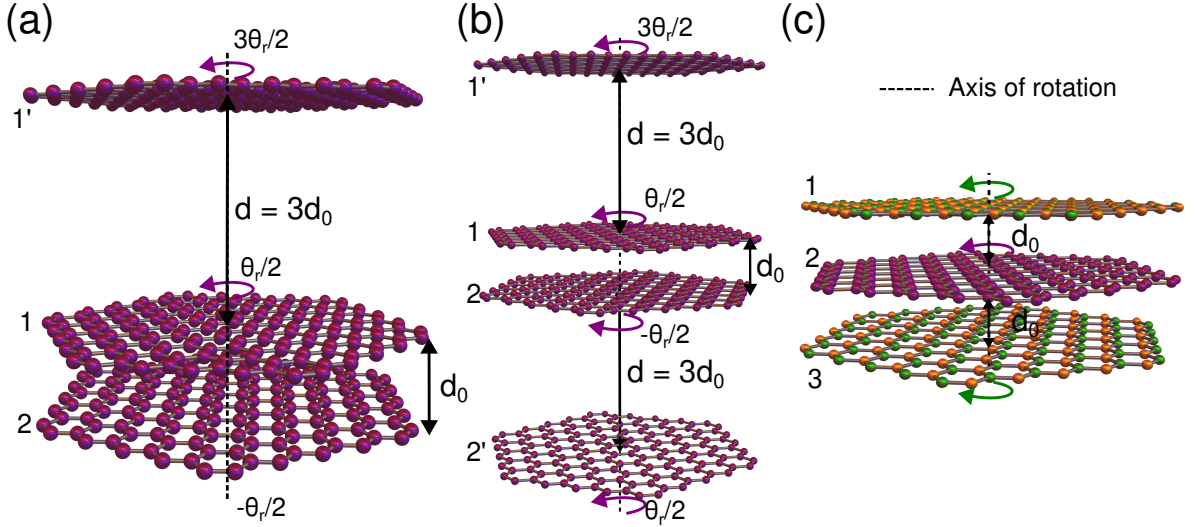 (a)
3θr/2
1'
d = 3d0
θr/2
1
2
d0
-θr/2
(b)
3θr/2
1'
d = 3d0
θr/2
1
2
d0
-θr/2
d = 3d0
2'
θr/2
(c)
Axis of rotation
1
d0
2
d0
3